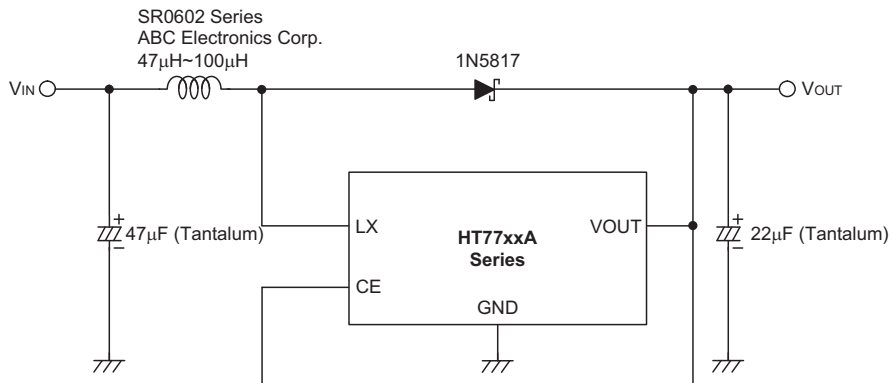 SR0602 Series
ABC Electronics Corp.
47μH~100μH
1N5817
VIN
VOUT
LX
HT77xxA
Series
VOUT
CE
GND
+
47μF (Tantalum)
−
+
22μF (Tantalum)
−